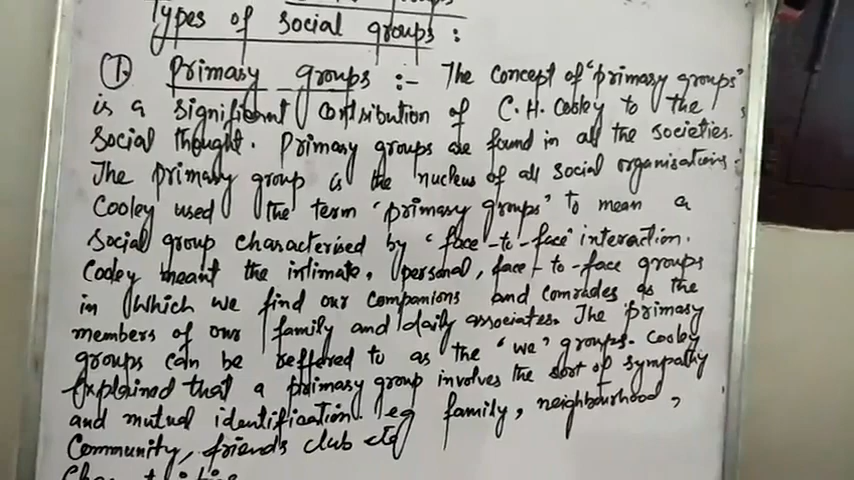 Types of Social groups :
① Primary groups :- The concept of "primary groups"
is a significant contribution of C.H. Cooley to the
Social thought. Primary groups are found in all the societies.
The primary group is the nucleus of all social organisations.
Cooley used the term "primary groups" to mean a
Social group characterised by "face-to-face" interaction.
Cooley meant the intimate, personal, face-to-face groups
in which we find our companions and comrades as the
members of our family and daily associates. The primary
groups can be reffered to as the "we" groups. Cooley
Explained that a primary group involves the sort of sympathy
and mutual identification. eg family, neighbourhood,
Community, friends club etc